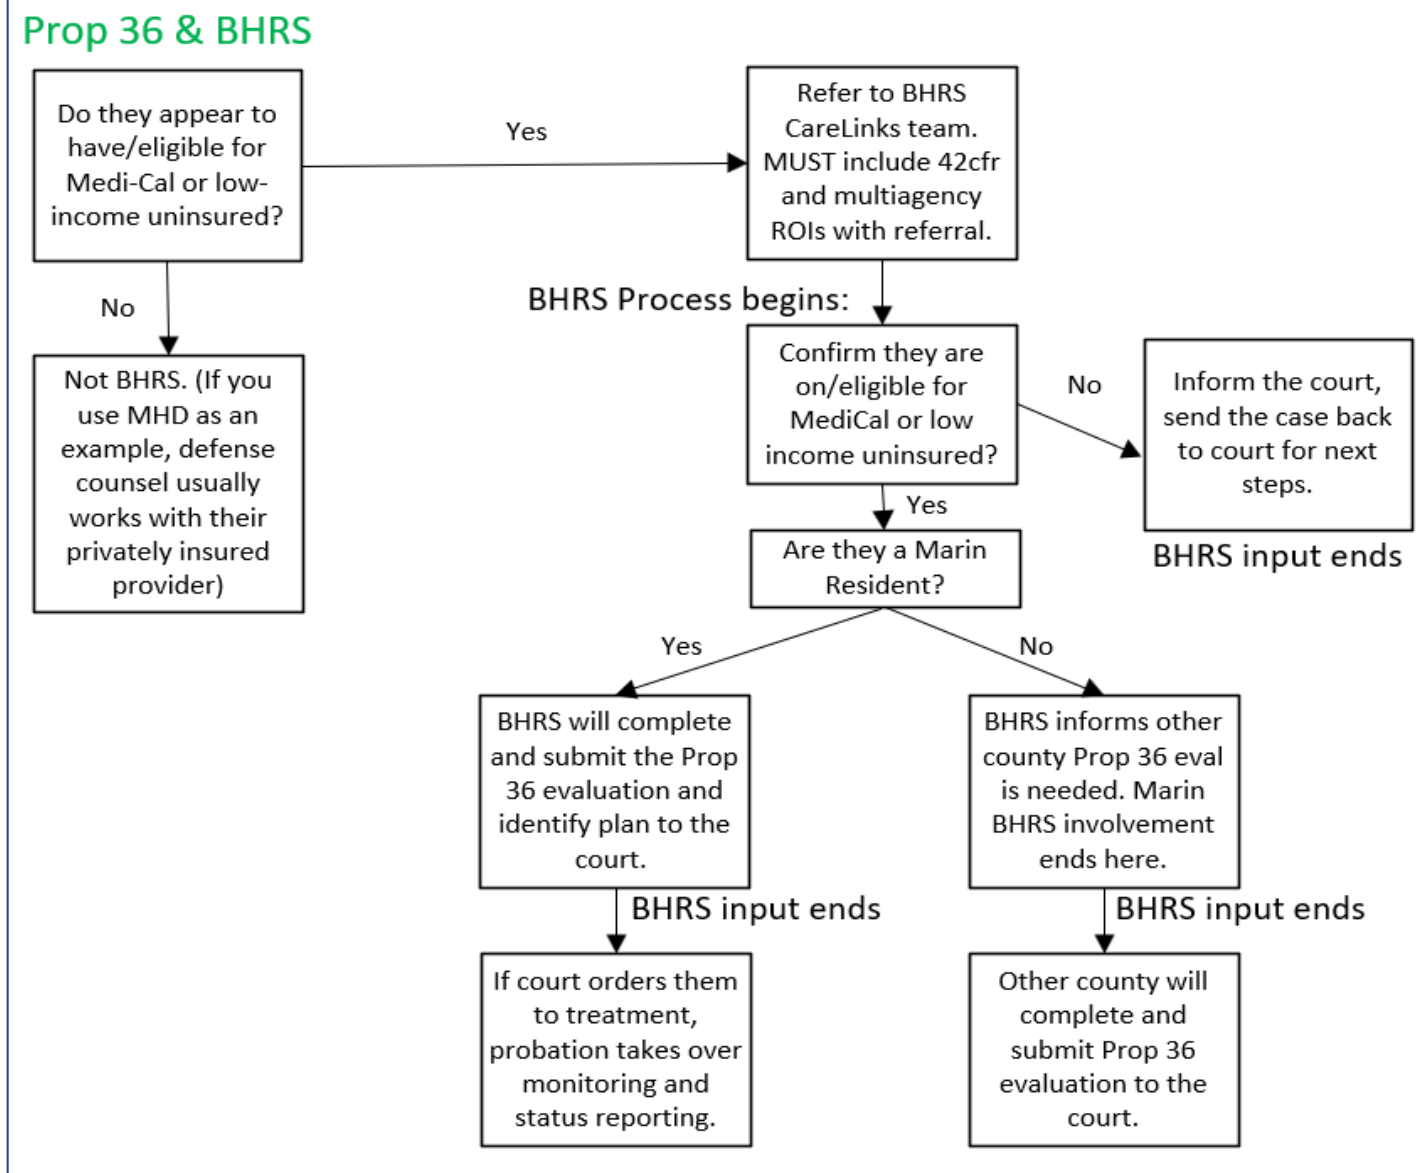 Prop 36 & BHRS
Do they appear to
have/eligible for
Medi-Cal or low-
income uninsured?
Yes
Refer to BHRS
CareLinks team.
MUST include 42cfr
and multiagency
ROIs with referral.
No
Not BHRS. (If you
use MHD as an
example, defense
counsel usually
works with their
privately insured
provider)
BHRS Process begins:
Confirm they are
on/eligible for
MediCal or low
income uninsured?
No
Inform the court,
send the case back
to court for next
steps.
BHRS input ends
Yes
Are they a Marin
Resident?
Yes
No
BHRS will complete
and submit the Prop
36 evaluation and
identify plan to the
court.
BHRS input ends
If court orders them
to treatment,
probation takes over
monitoring and
status reporting.
BHRS informs other
county Prop 36 eval
is needed. Marin
BHRS involvement
ends here.
BHRS input ends
Other county will
complete and
submit Prop 36
evaluation to the
court.